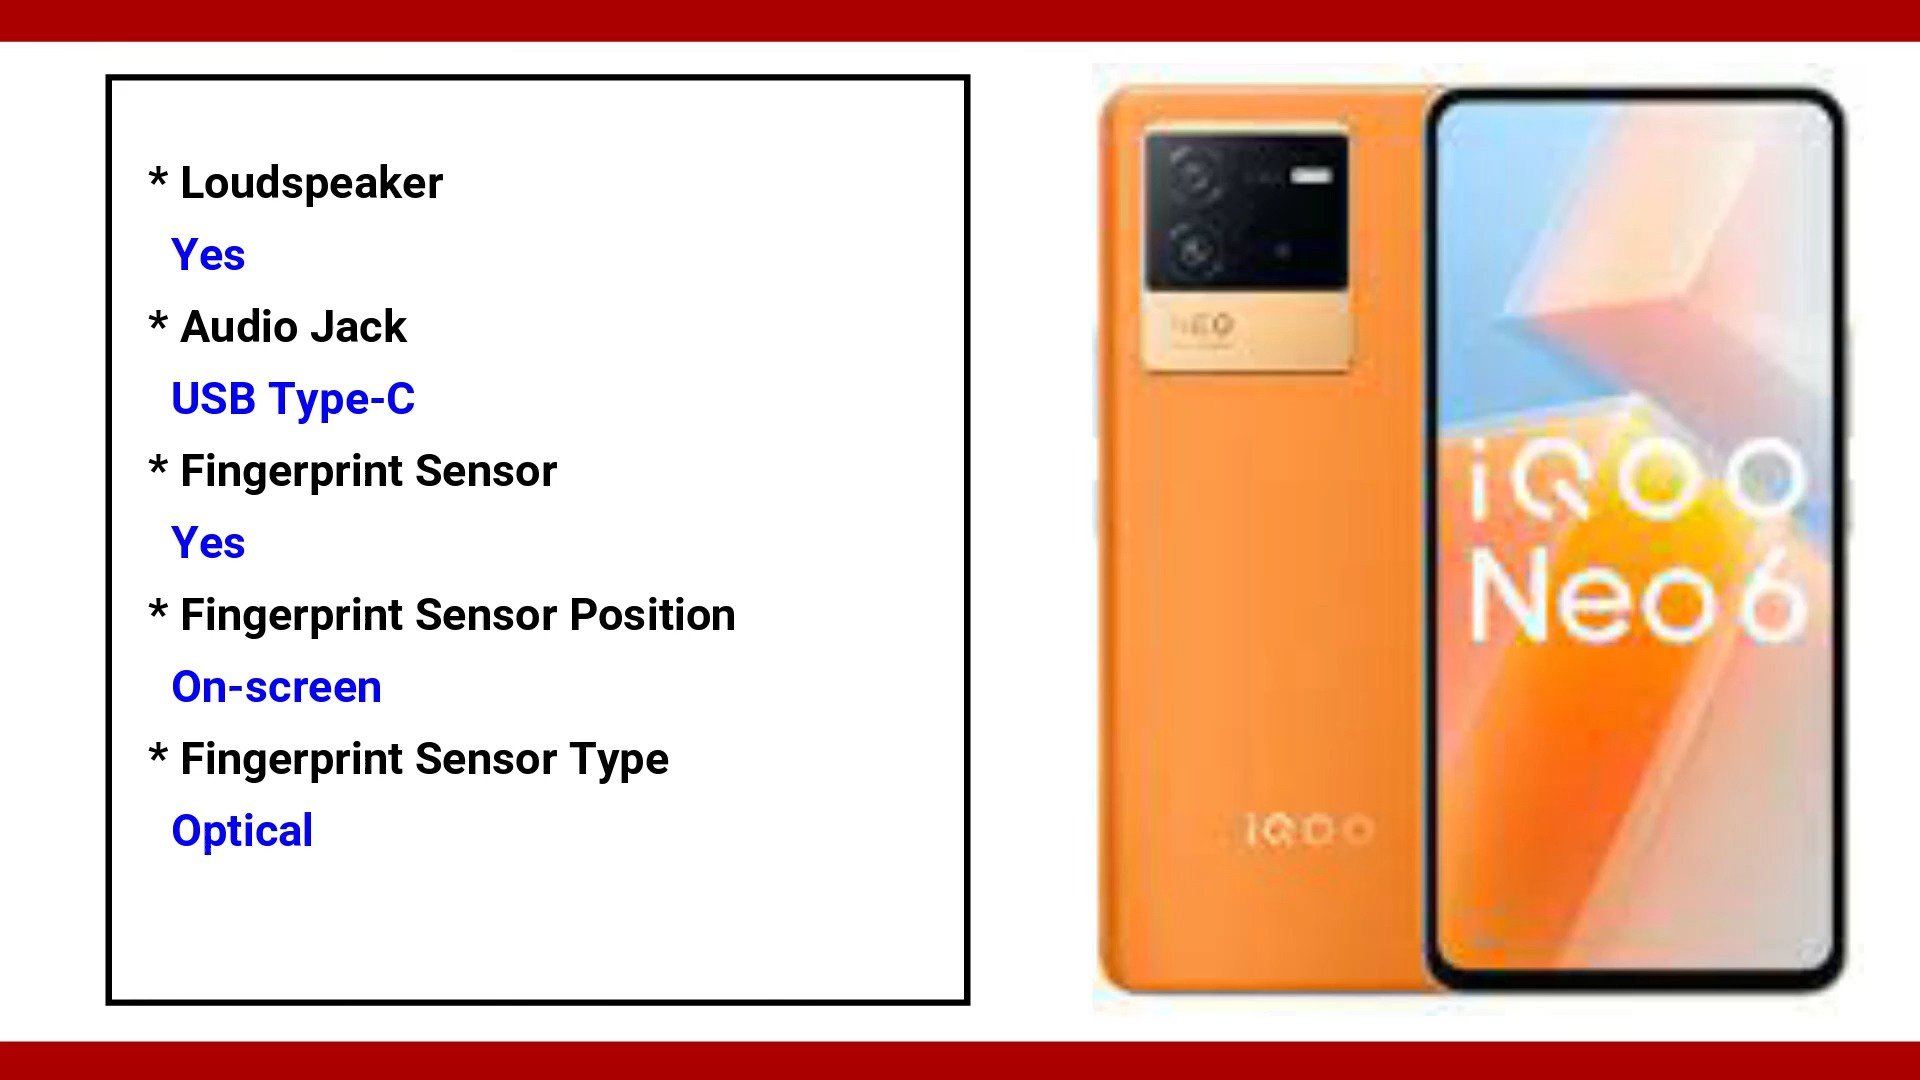 * Loudspeaker
Yes
* Audio Jack
USB Type-C
* Fingerprint Sensor
Yes
* Fingerprint Sensor Position
On-screen
* Fingerprint Sensor Type
Optical
NEO
iQOO
iQOO
Neo 6